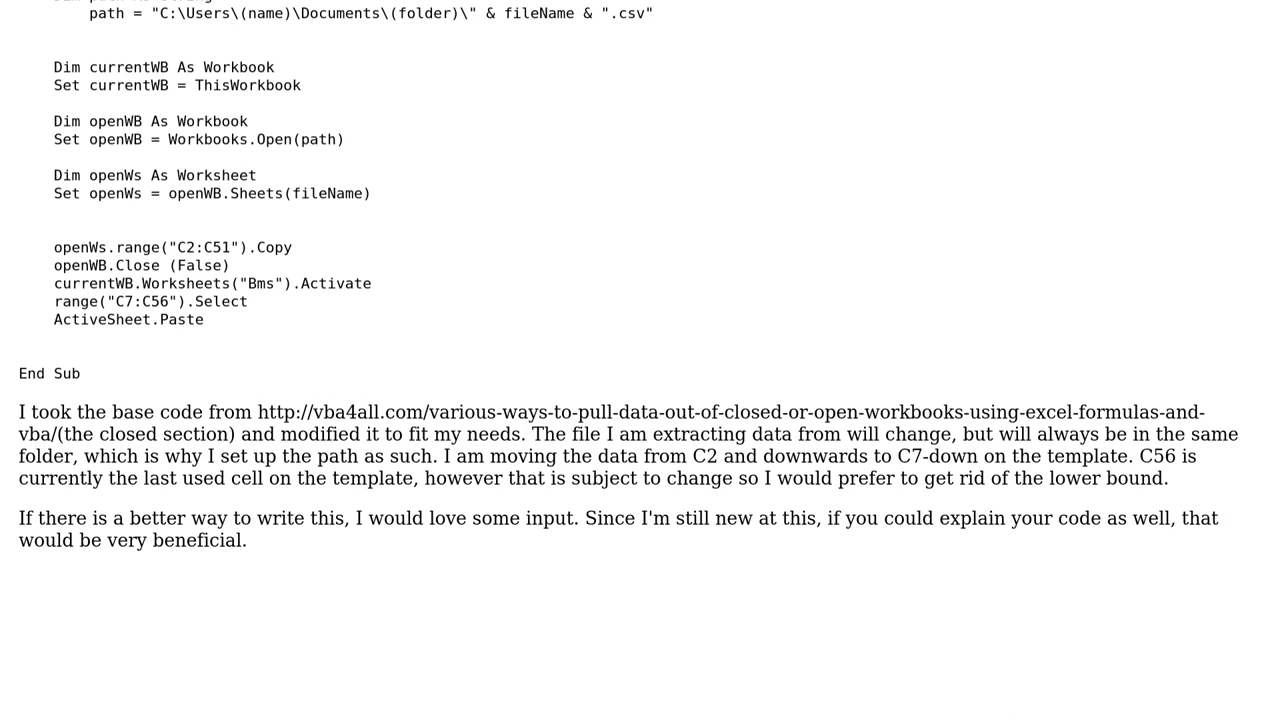 path = "C:\Users\(name)\Documents\(folder)\" & fileName & ".csv"
Dim currentWB As Workbook
Set currentWB = ThisWorkbook
Dim openWB As Workbook
Set openWB = Workbooks.Open(path)
Dim openWs As Worksheet
Set openWs = openWB.Sheets(fileName)
openWs.range("C2:C51").Copy
openWB.Close (False)
currentWB.Worksheets("Bms").Activate
range("C7:C56").Select
ActiveSheet.Paste
End Sub
I took the base code from http://vba4all.com/various-ways-to-pull-data-out-of-closed-or-open-workbooks-using-excel-formulas-and-
vba/(the closed section) and modified it to fit my needs. The file I am extracting data from will change, but will always be in the same
folder, which is why I set up the path as such. I am moving the data from C2 and downwards to C7-down on the template. C56 is
currently the last used cell on the template, however that is subject to change so I would prefer to get rid of the lower bound.
If there is a better way to write this, I would love some input. Since I'm still new at this, if you could explain your code as well, that
would be very beneficial.